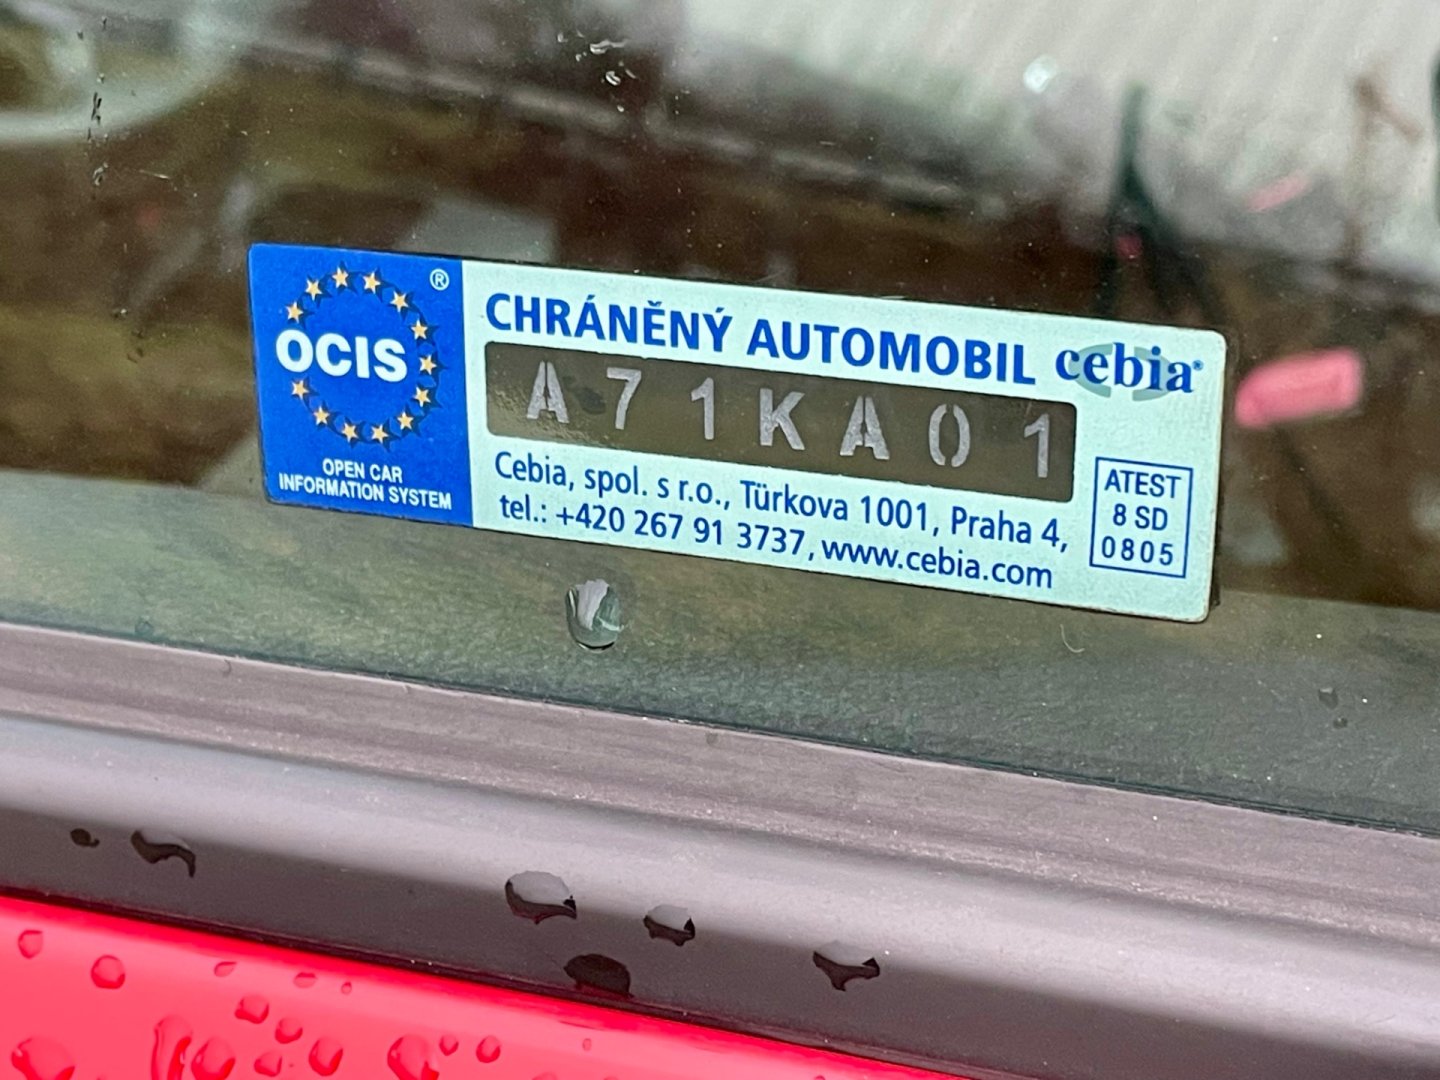 OCIS ®
OPEN CAR
INFORMATION SYSTEM
CHRÁNĚNÝ AUTOMOBIL
cebia®
A71KA01
Cebia, spol. s r.o., Türkova 1001, Praha 4,
tel.: +420 267 91 3737, www.cebia.com
ATEST
8 SD
0805